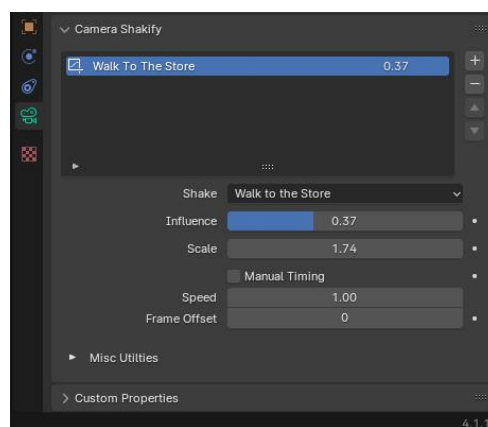 Camera Shakify
Walk To The Store 0.37
Shake Walk to the Store
Influence 0.37
Scale 1.74
Manual Timing
Speed 1.00
Frame Offset 0
Misc Utilties
Custom Properties
4.1.1